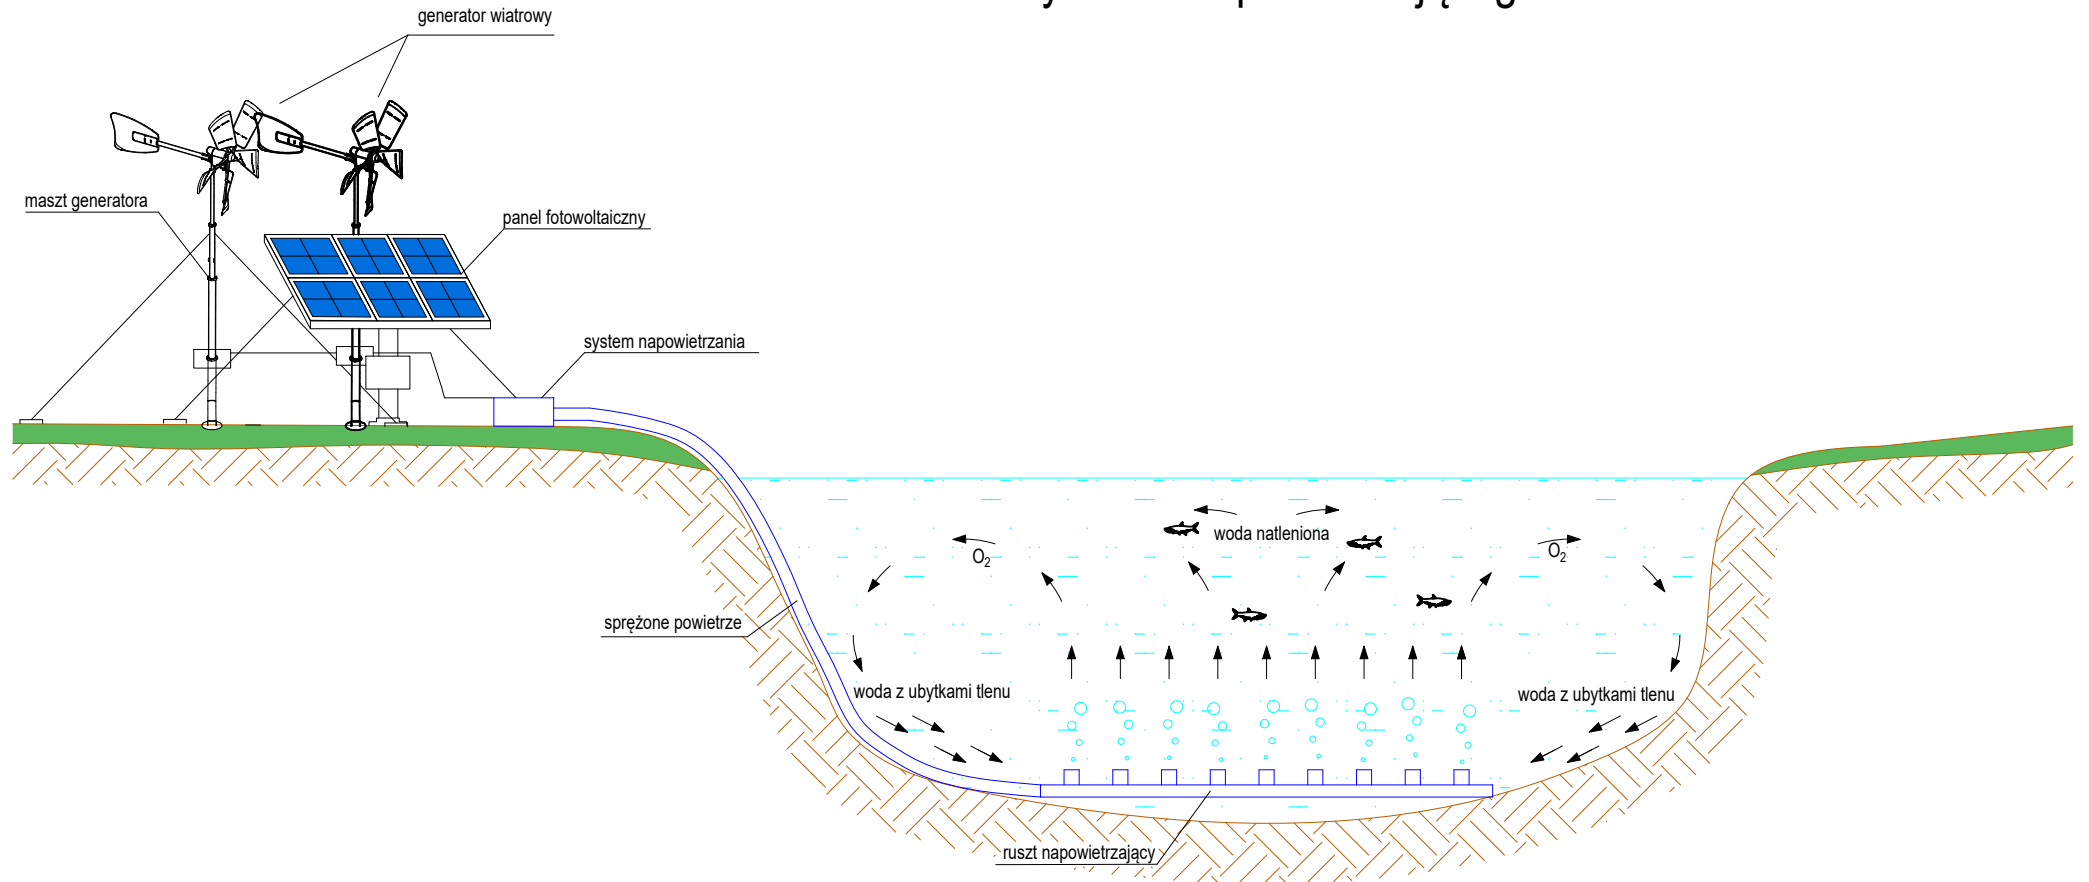 generator wiatrowy
maszt generatora
panel fotowoltaiczny
system napowietrzania
woda natleniona
O₂
O₂
sprężone powietrze
woda z ubytkami tlenu
woda z ubytkami tlenu
ruszt napowietrzający